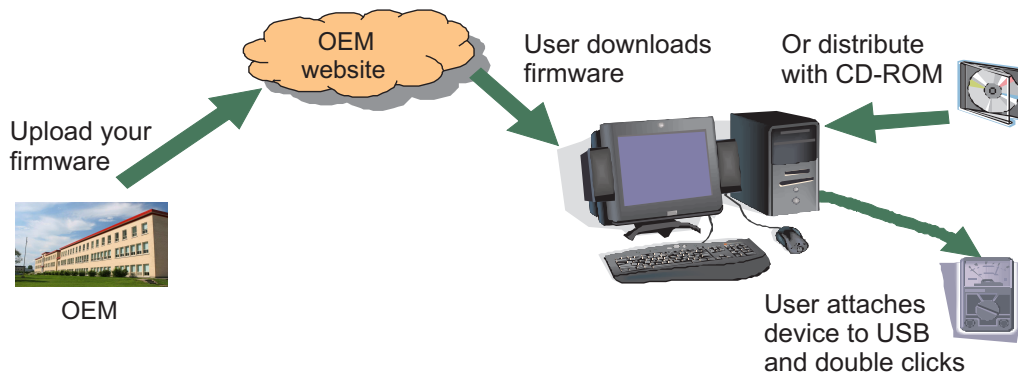 OEM
website
User downloads
firmware
Or distribute
with CD-ROM
Upload your
firmware
OEM
User attaches
device to USB
and double clicks